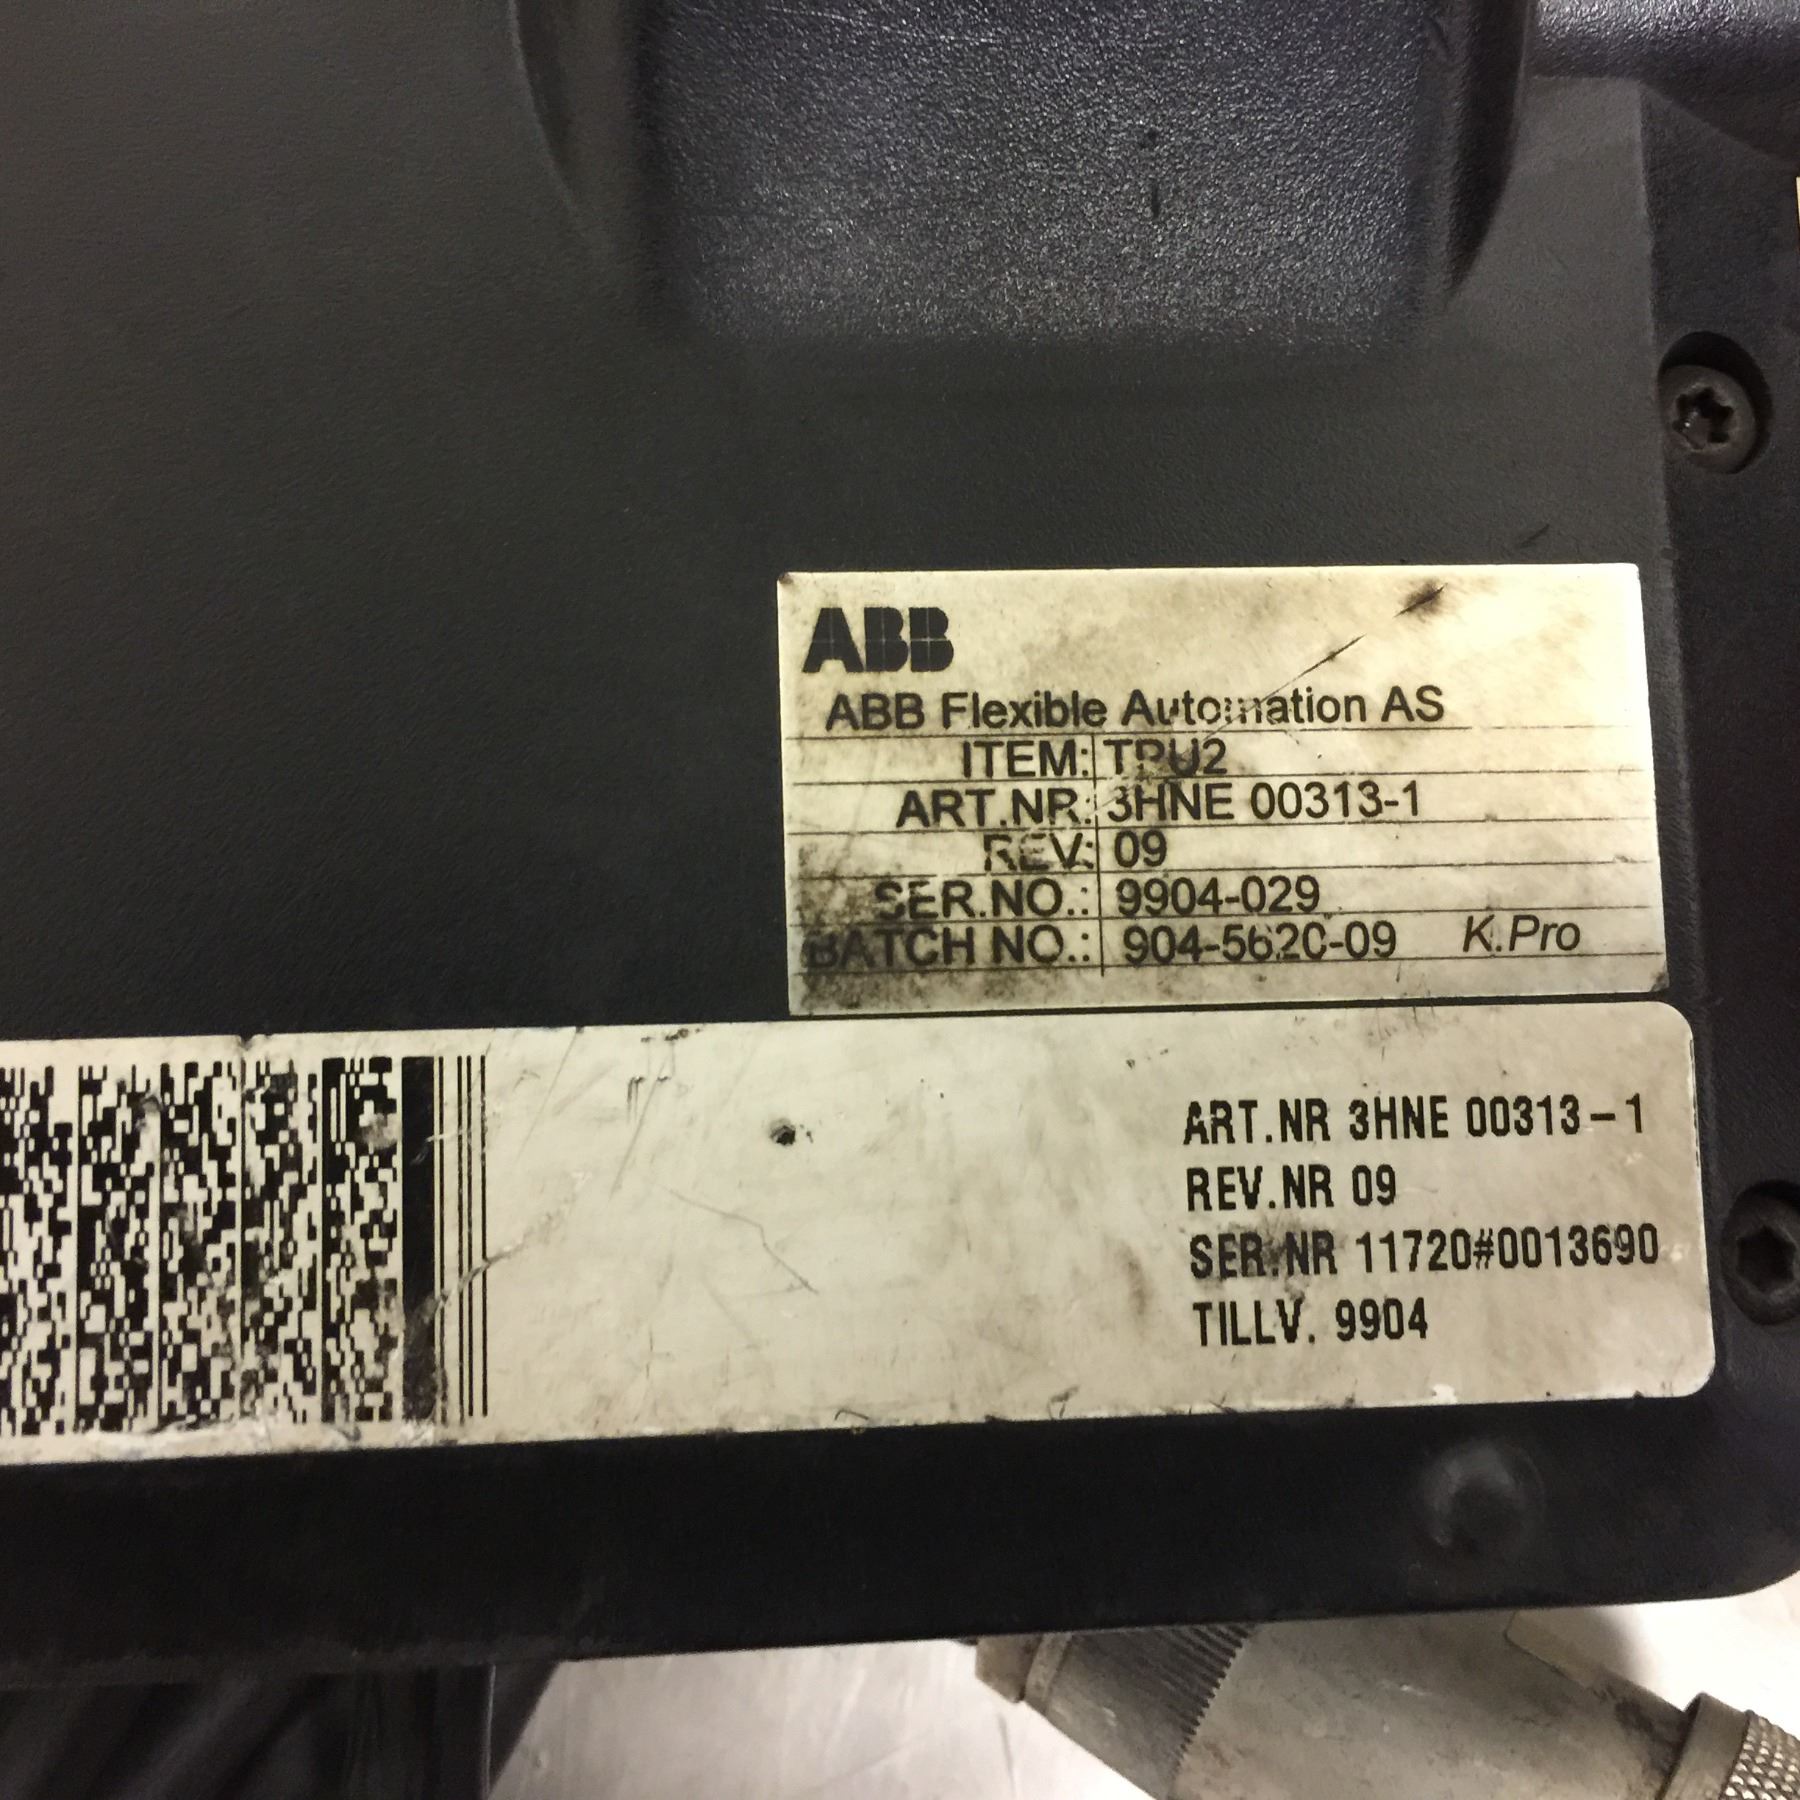 ABB
ABB Flexible Automation AS
ITEM: TPU2
ART.NR.: 3HNE 00313-1
REV.: 09
SER.NO.: 9904-029
BATCH NO.: 904-562C-09 K.Pro
ART.NR 3HNE 00313-1
REV.NR 09
SER.NR 11720#0013690
TILLV. 9904